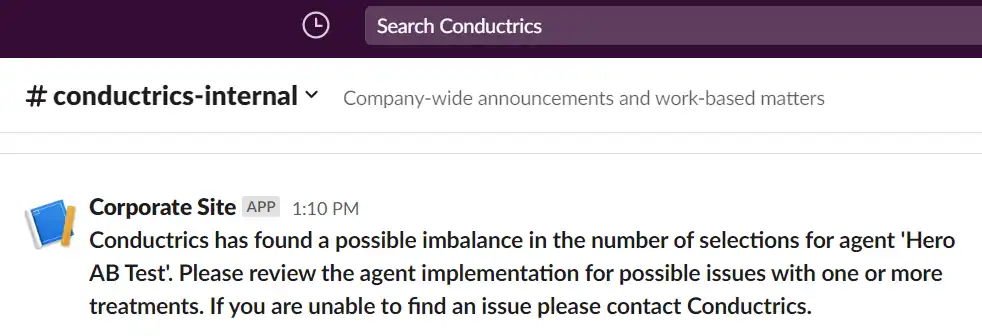 Search Conductrics
# conductrics-internal
Company-wide announcements and work-based matters
Corporate Site APP 1:10 PM
Conductrics has found a possible imbalance in the number of selections for agent 'Hero
AB Test'. Please review the agent implementation for possible issues with one or more
treatments. If you are unable to find an issue please contact Conductrics.